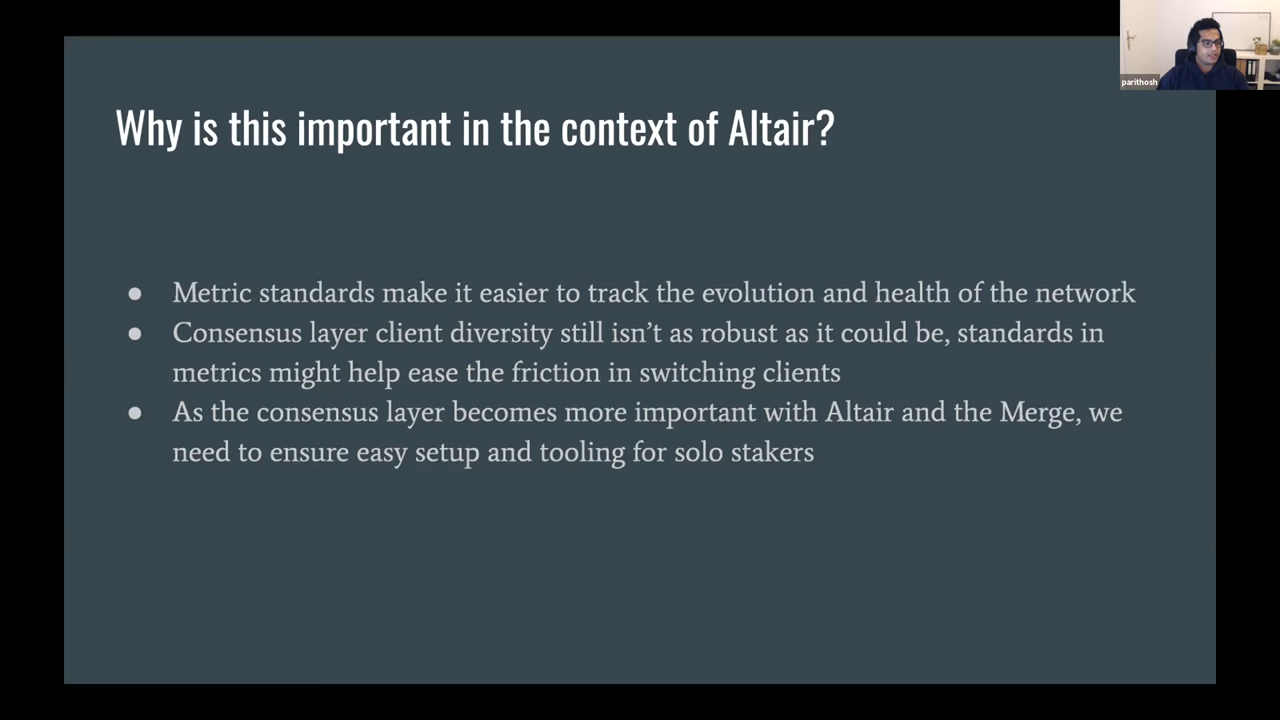 parithosh
Why is this important in the context of Altair?
● Metric standards make it easier to track the evolution and health of the network
● Consensus layer client diversity still isn’t as robust as it could be, standards in
metrics might help ease the friction in switching clients
● As the consensus layer becomes more important with Altair and the Merge, we
need to ensure easy setup and tooling for solo stakers